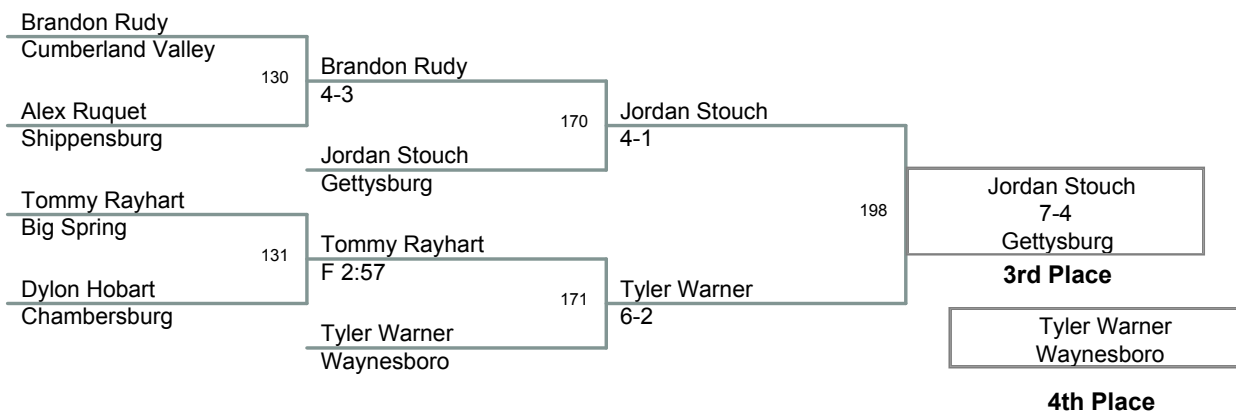 Brandon Rudy
Cumberland Valley
130
Brandon Rudy
4-3
Alex Ruquet
Shippensburg
170
Jordan Stouch
4-1
Jordan Stouch
Gettysburg
Tommy Rayhart
Big Spring
131
Tommy Rayhart
F 2:57
Dylon Hobart
Chambersburg
171
Tyler Warner
6-2
Tyler Warner
Waynesboro
198
Jordan Stouch
7-4
Gettysburg
3rd Place
Tyler Warner
Waynesboro
4th Place